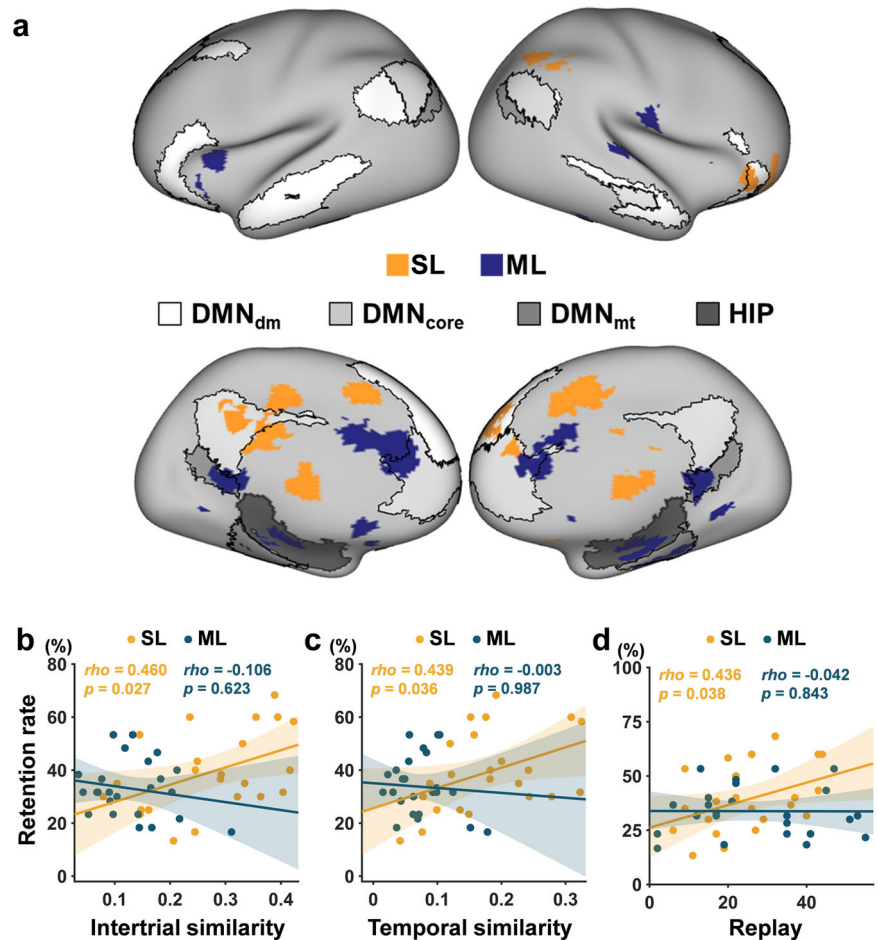 a
SL ML
DMNdm DMNcore DMNmt HIP
b (%) SL ML
rho = 0.460 rho = -0.106
p = 0.027 p = 0.623
80
60
40
20
0
Retention rate
0.1 0.2 0.3 0.4
Intertrial similarity
c (%) SL ML
rho = 0.439 rho = -0.003
p = 0.036 p = 0.987
80
60
40
20
0
0 0.1 0.2 0.3
Temporal similarity
d (%) SL ML
rho = 0.436 rho = -0.042
p = 0.038 p = 0.843
100
75
50
25
0
0 20 40
Replay